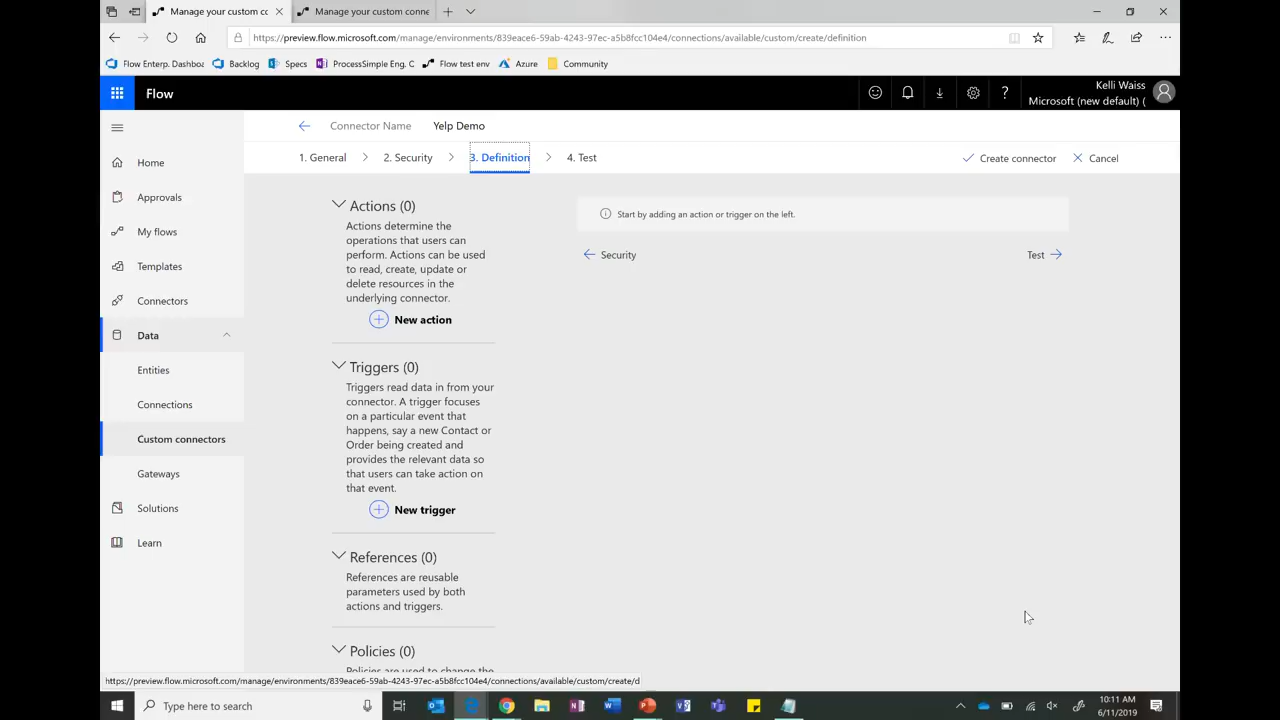 Manage your custom co
Manage your custom conne
https://preview.flow.microsoft.com/manage/environments/839eace6-59ab-4243-97ec-a5b8fcc104e4/connections/available/custom/create/definition
Flow Enterp. Dashboa
Backlog
Specs
ProcessSimple Eng. C
Flow test env
Azure
Community
Flow
?
Kelli Waiss
Microsoft (new default) (
Connector Name
Yelp Demo
1. General
2. Security
3. Definition
4. Test
Create connector
Cancel
Home
Approvals
My flows
Templates
Connectors
Data
Entities
Connections
Custom connectors
Gateways
Solutions
Learn
Actions (0)
Actions determine the
operations that users can
perform. Actions can be used
to read, create, update or
delete resources in the
underlying connector.
New action
Triggers (0)
Triggers read data in from your
connector. A trigger focuses
on a particular event that
happens, say a new Contact or
Order being created and
provides the relevant data so
that users can take action on
that event.
New trigger
References (0)
References are reusable
parameters used by both
actions and triggers.
Policies (0)
Policies are used to change the
Start by adding an action or trigger on the left.
Security
Test
https://preview.flow.microsoft.com/manage/environments/839eace6-59ab-4243-97ec-a5b8fcc104e4/connections/available/custom/create/d
Type here to search
10:11 AM
6/11/2019